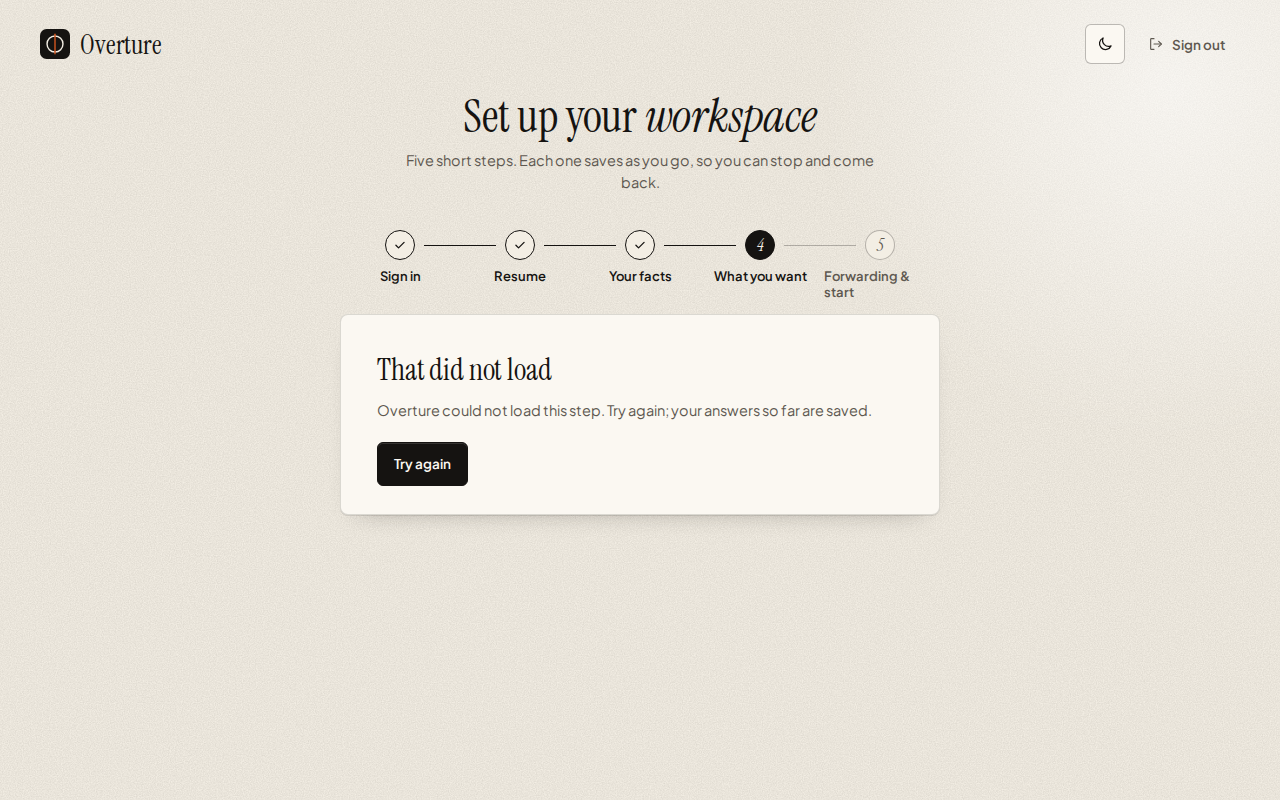 Overture
Sign out
Set up your workspace
Five short steps. Each one saves as you go, so you can stop and come
back.
4
5
Sign in
Resume
Your facts
What you want
Forwarding &
start
That did not load
Overture could not load this step. Try again; your answers so far are saved.
Try again